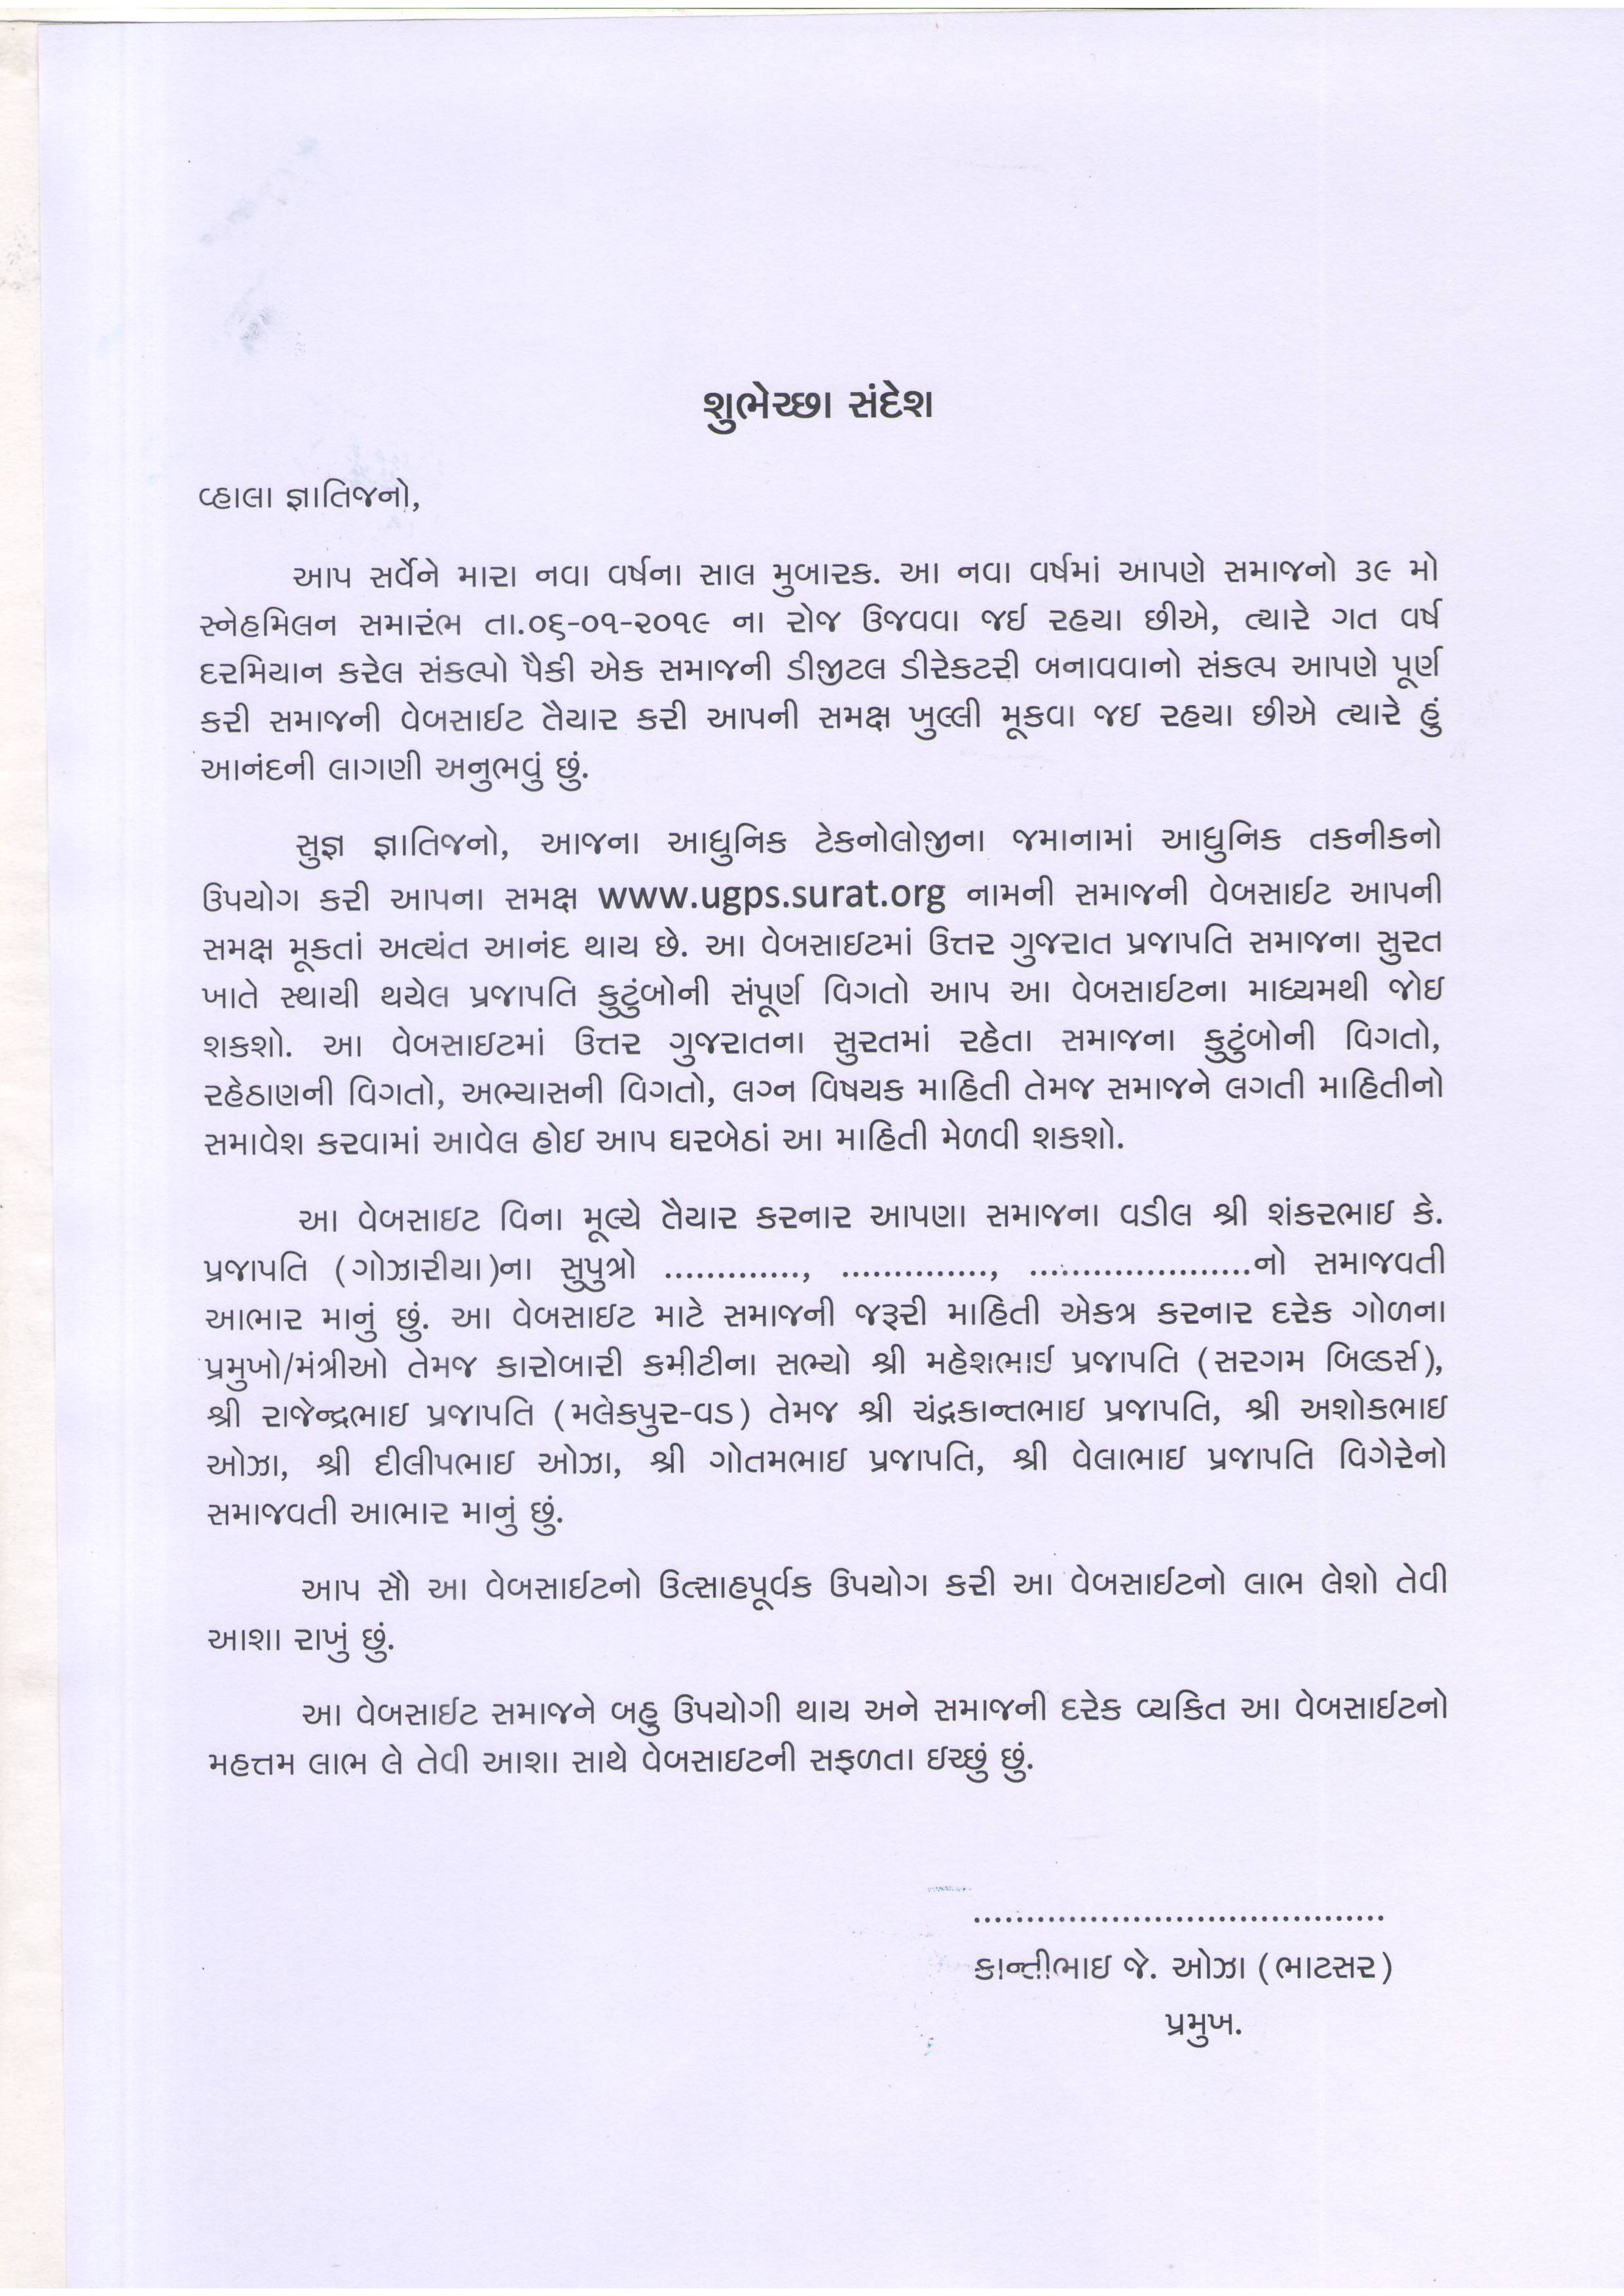 શુભેચ્છા સંદેશ
વ્હાલા જ્ઞાતિજનો,
આપ સર્વેને મારા નવા વર્ષના સાલ મુબારક. આ નવા વર્ષમાં આપણે સમાજનો ૩૯ મો
સ્નેહમિલન સમારંભ તા.૦૬-૦૧-૨૦૧૯ ના રોજ ઉજવવા જઈ રહયા છીએ, ત્યારે ગત વર્ષ
દરમિયાન કરેલ સંકલ્પો પૈકી એક સમાજની ડીજીટલ ડીરેકટરી બનાવવાનો સંકલ્પ આપણે પૂર્ણ
કરી સમાજની વેબસાઈટ તૈયાર કરી આપની સમક્ષ ખુલ્લી મૂકવા જઇ રહયા છીએ ત્યારે હું
આનંદની લાગણી અનુભવું છું.
સુજ્ઞ જ્ઞાતિજનો, આજના આધુનિક ટેકનોલોજીના જમાનામાં આધુનિક તકનીકનો
ઉપયોગ કરી આપના સમક્ષ www.ugps.surat.org નામની સમાજની વેબસાઈટ આપની
સમક્ષ મૂકતાં અત્યંત આનંદ થાય છે. આ વેબસાઇટમાં ઉત્તર ગુજરાત પ્રજાપતિ સમાજના સુરત
ખાતે સ્થાયી થયેલ પ્રજાપતિ કુટુંબોની સંપૂર્ણ વિગતો આપ આ વેબસાઈટના માધ્યમથી જોઇ
શકશો. આ વેબસાઇટમાં ઉત્તર ગુજરાતના સુરતમાં રહેતા સમાજના કુટુંબોની વિગતો,
રહેઠાણની વિગતો, અભ્યાસની વિગતો, લગ્ન વિષયક માહિતી તેમજ સમાજને લગતી માહિતીનો
સમાવેશ કરવામાં આવેલ હોઇ આપ ઘરબેઠાં આ માહિતી મેળવી શકશો.
આ વેબસાઇટ વિના મૂલ્યે તૈયાર કરનાર આપણા સમાજના વડીલ શ્રી શંકરભાઇ કે.
પ્રજાપતિ (ગોઝારીયા)ના સુપુત્રો ............., .............., .....................નો સમાજવતી
આભાર માનું છું. આ વેબસાઇટ માટે સમાજની જરૂરી માહિતી એકત્ર કરનાર દરેક ગોળના
પ્રમુખો/મંત્રીઓ તેમજ કારોબારી કમીટીના સભ્યો શ્રી મહેશભાઈ પ્રજાપતિ (સરગમ બિલ્ડર્સ),
શ્રી રાજેન્દ્રભાઇ પ્રજાપતિ (મલેકપુર-વડ) તેમજ શ્રી ચંદ્રકાન્તભાઇ પ્રજાપતિ, શ્રી અશોકભાઇ
ઓઝા, શ્રી દીલીપભાઇ ઓઝા, શ્રી ગોતમભાઇ પ્રજાપતિ, શ્રી વેલાભાઇ પ્રજાપતિ વિગેરેનો
સમાજવતી આભાર માનું છું.
આપ સૌ આ વેબસાઈટનો ઉત્સાહપૂર્વક ઉપયોગ કરી આ વેબસાઈટનો લાભ લેશો તેવી
આશા રાખું છું.
આ વેબસાઈટ સમાજને બહુ ઉપયોગી થાય અને સમાજની દરેક વ્યકિત આ વેબસાઈટનો
મહત્તમ લાભ લે તેવી આશા સાથે વેબસાઇટની સફળતા ઇચ્છું છું.
.......................................
કાન્તીભાઇ જે. ઓઝા (ભાટસર)
પ્રમુખ.